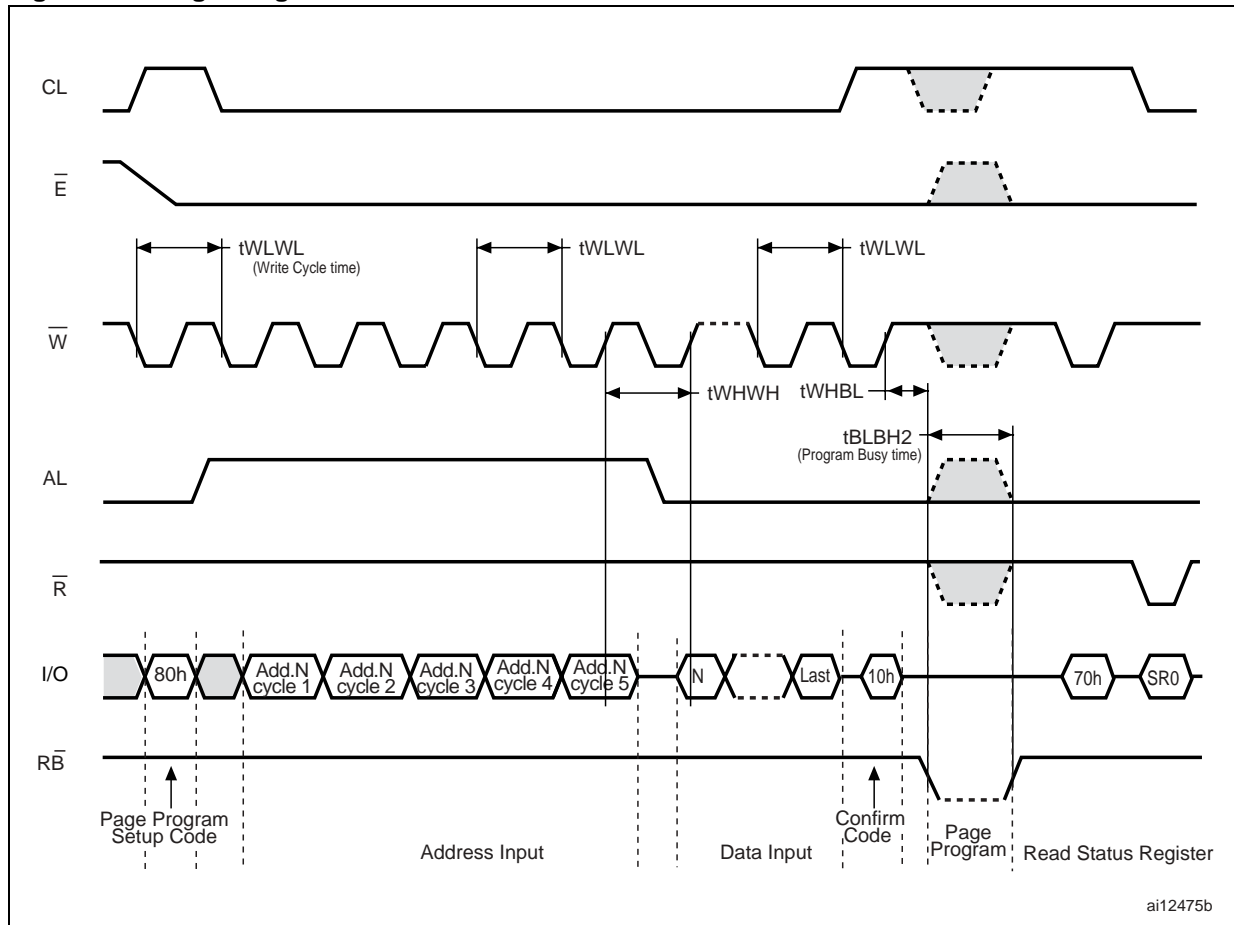 CL
E
tWLWL
(Write Cycle time)
tWLWL
tWLWL
W
tWHWH
tWHBL
tBLBH2
(Program Busy time)
AL
R
I/O
80h
Add.N
cycle 1
Add.N
cycle 2
Add.N
cycle 3
Add.N
cycle 4
Add.N
cycle 5
N
Last
10h
70h
SR0
RB
Page Program
Setup Code
Address Input
Data Input
Confirm
Code
Page
Program
Read Status Register
ai12475b